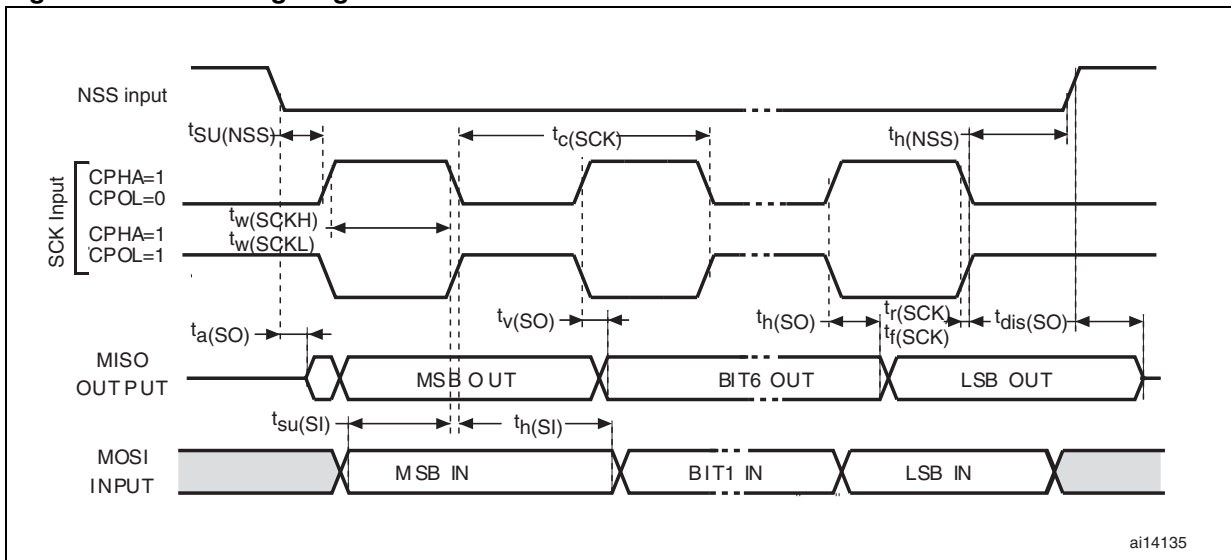 NSS input
tSU(NSS)
tc(SCK)
th(NSS)
SCK Input
CPHA=1
CPOL=0
tw(SCKH)
tw(SCKL)
CPHA=1
CPOL=1
ta(SO)
tv(SO)
th(SO)
tr(SCK)
tf(SCK)
tdis(SO)
MISO
OUTPUT
MSB OUT
BIT6 OUT
LSB OUT
tsu(SI)
th(SI)
MOSI
INPUT
MSB IN
BIT1 IN
LSB IN
ai14135